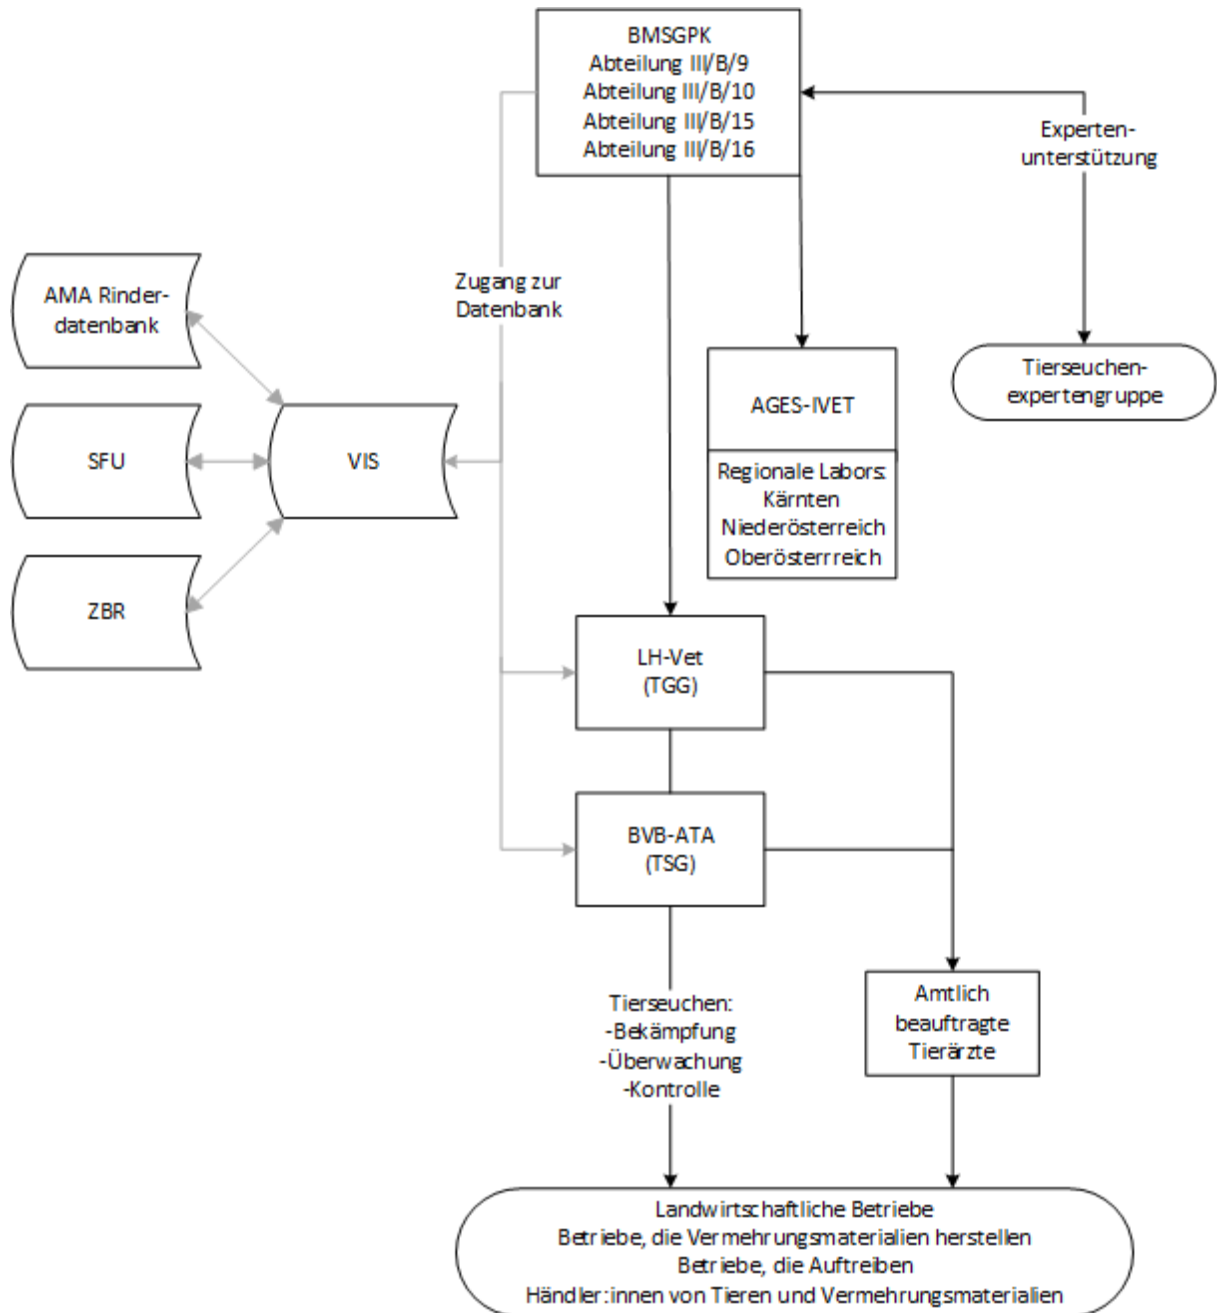 BMSGPK
Abteilung III/B/9
Abteilung III/B/10
Abteilung III/B/15
Abteilung III/B/16
Experten-
unterstützung
Zugang zur
Datenbank
AMA Rinder-
datenbank
SFU
VIS
ZBR
AGES-IVET
Regionale Labors:
Kärnten
Niederösterreich
Oberösterrreich
Tierseuchen-
expertengruppe
LH-Vet
(TGG)
BVB-ATA
(TSG)
Tierseuchen:
-Bekämpfung
-Überwachung
-Kontrolle
Amtlich
beauftragte
Tierärzte
Landwirtschaftliche Betriebe
Betriebe, die Vermehrungsmaterialien herstellen
Betriebe, die Auftreiben
Händler:innen von Tieren und Vermehrungsmaterialien